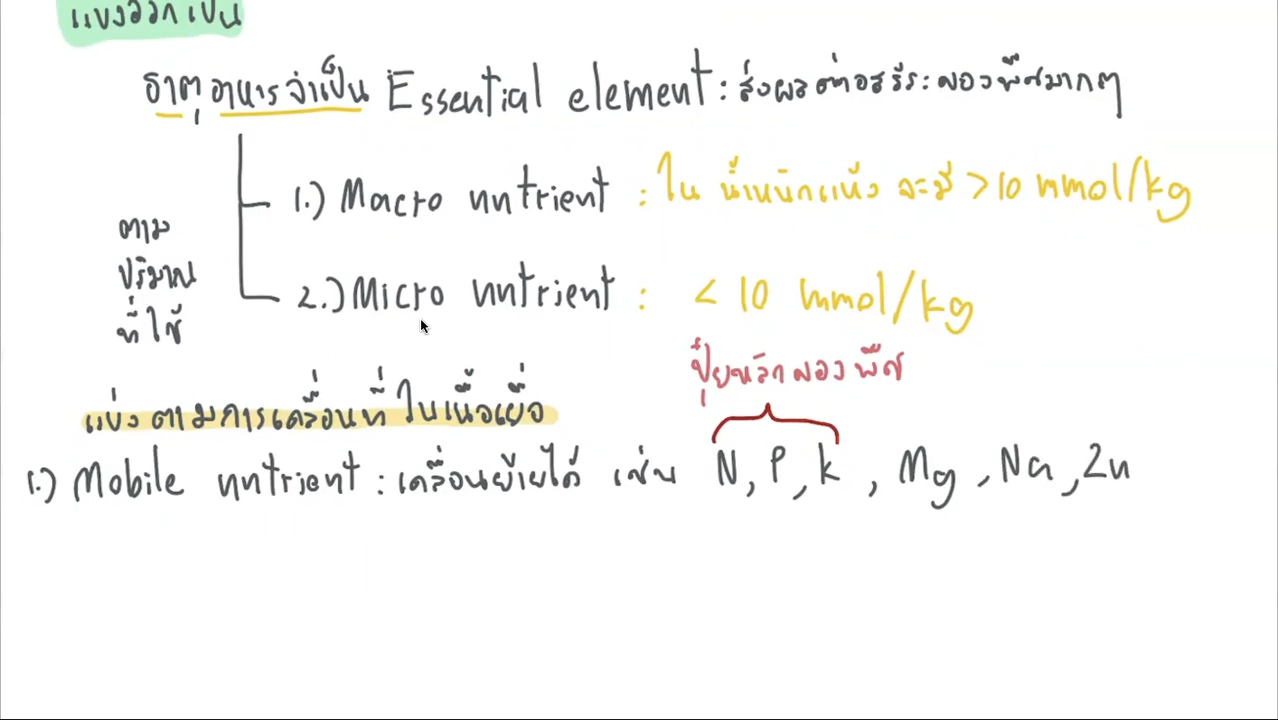 แบ่งออกเป็น
ธาตุอาหารจำเป็น Essential element : ส่งผลต่อสรีระของพืชมากๆ
1.) Macro nutrient : ใน น้ำหนักแห้ง จะมี > 10 mmol/kg
ตาม
ปริมาณ
ที่ใช้
2.) Micro nutrient : < 10 mmol/kg
ปุ๋ยหลักของพืช
แบ่งตามการเคลื่อนที่ในเนื้อเยื่อ
1.) Mobile nutrient : เคลื่อนย้ายได้ เช่น N, P, K, Mg, Na, Zn